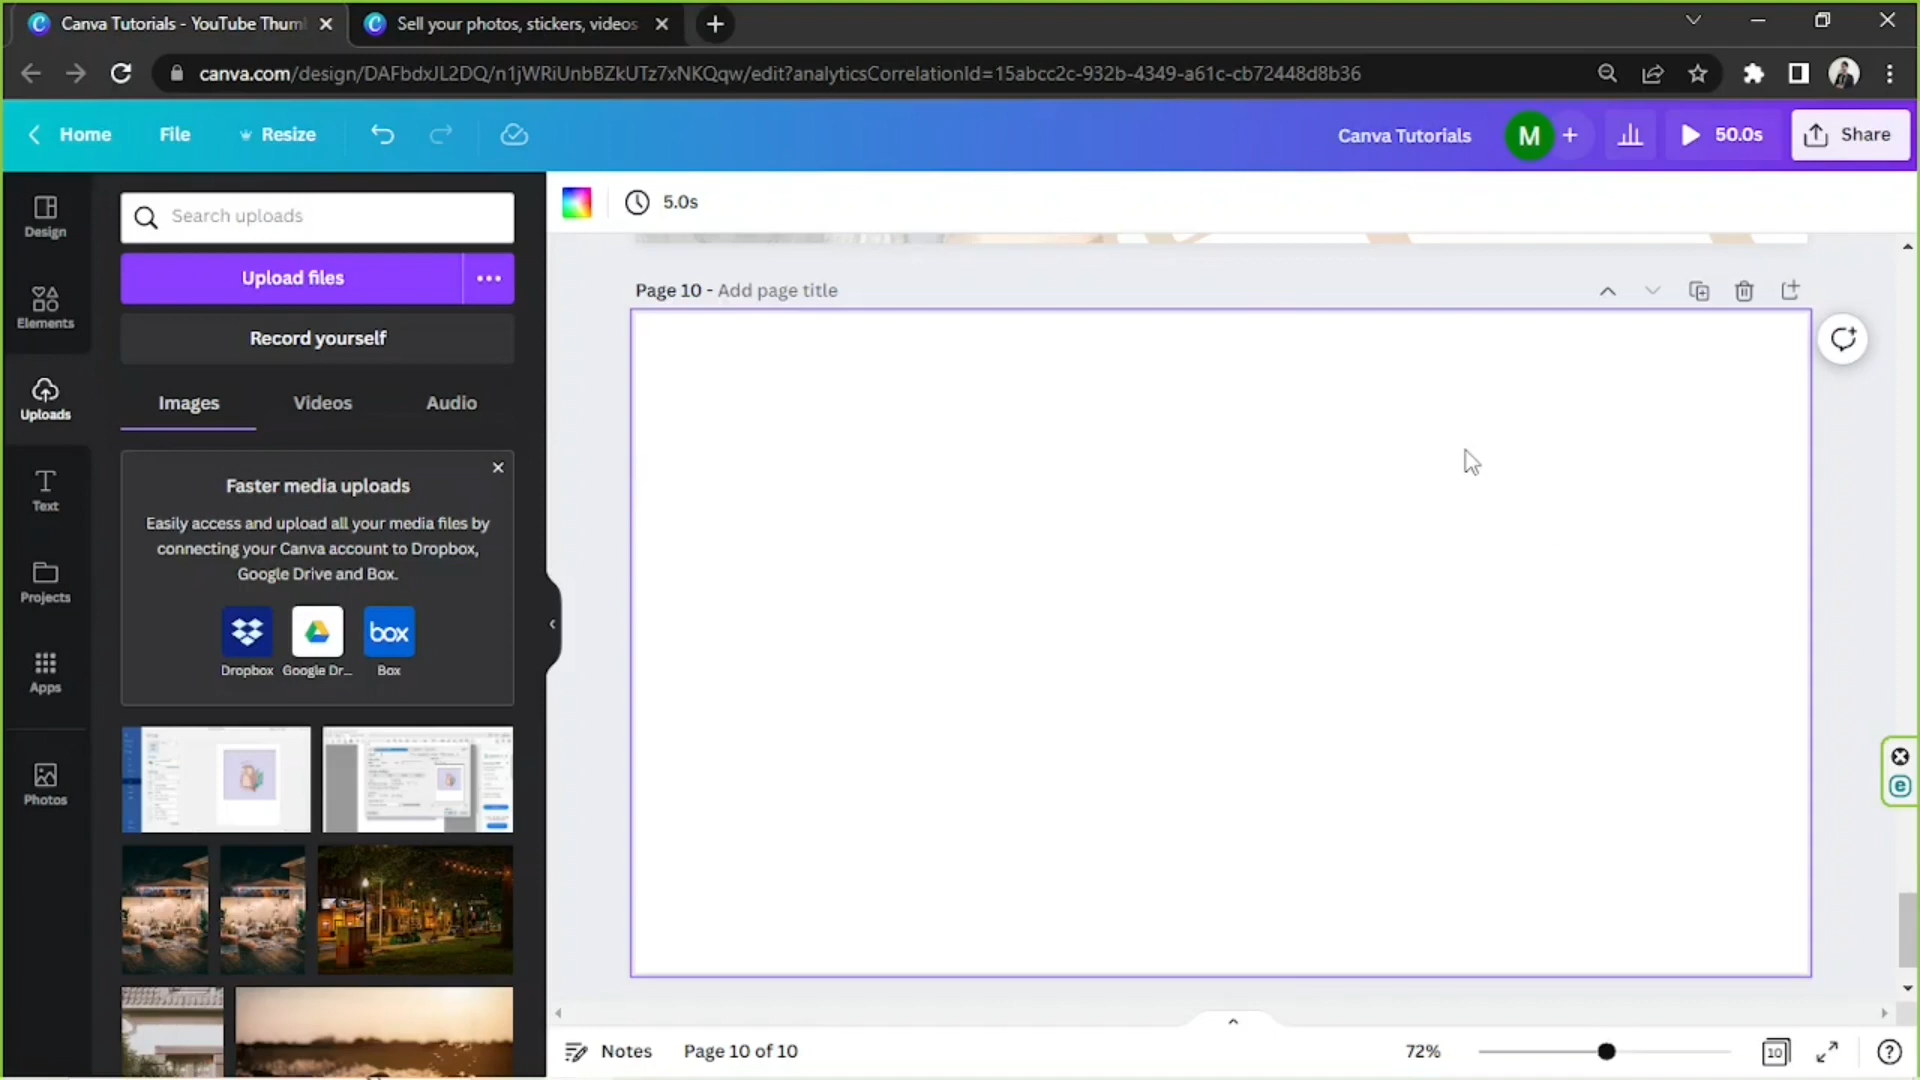 Canva Tutorials - YouTube Thum
Sell your photos, stickers, videos
canva.com/design/DAFbdxJL2DQ/n1jWRiUnbBZkUTz7xNKQqw/edit?analyticsCorrelationId=15abcc2c-932b-4349-a61c-cb72448d8b36
Home
File
Resize
Canva Tutorials
M
50.0s
Share
Design
Elements
Uploads
Text
Projects
Apps
Photos
Search uploads
Upload files
Record yourself
Images
Videos
Audio
Faster media uploads
Easily access and upload all your media files by
connecting your Canva account to Dropbox,
Google Drive and Box.
box
Dropbox
Google Dr...
Box
5.0s
Page 10 - Add page title
Notes
Page 10 of 10
72%
10